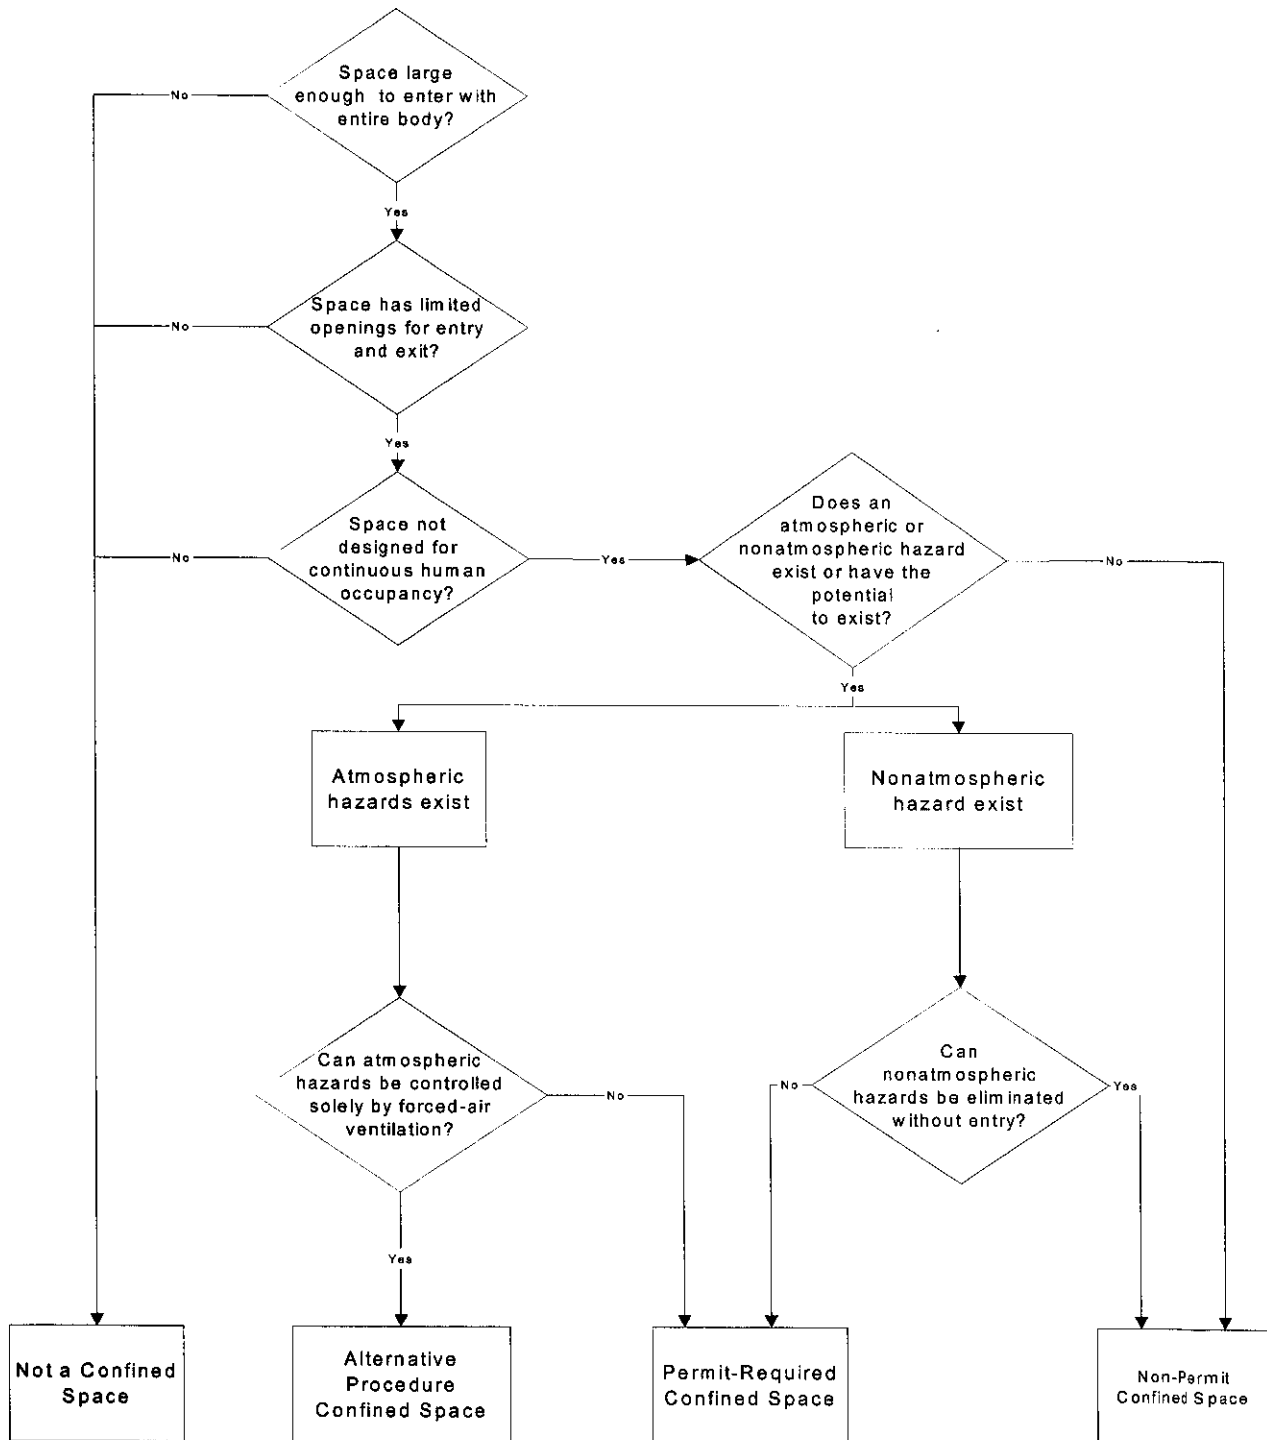 Space large
enough to enter with
entire body?
No
Yes
Space has limited
openings for entry
and exit?
No
Yes
Space not
designed for
continuous human
occupancy?
No
Yes
Does an
atmospheric or
nonatmospheric hazard
exist or have the
potential
to exist?
No
Yes
Atmospheric
hazards exist
Nonatmospheric
hazard exist
Can atmospheric
hazards be controlled
solely by forced-air
ventilation?
No
Yes
Can
nonatmospheric
hazards be eliminated
without entry?
No
Yes
Not a Confined
Space
Alternative
Procedure
Confined Space
Permit-Required
Confined Space
Non-Permit
Confined Space